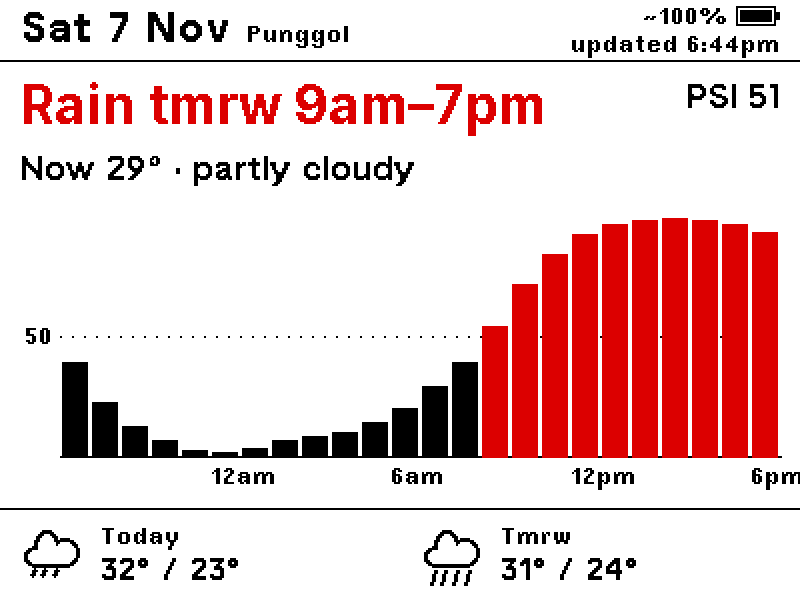 Sat 7 Nov Punggol
~100%
updated 6:44pm
Rain tmrw 9am–7pm
PSI 51
Now 29° · partly cloudy
50
12am 6am 12pm 6pm
Today
32° / 23°
Tmrw
31° / 24°